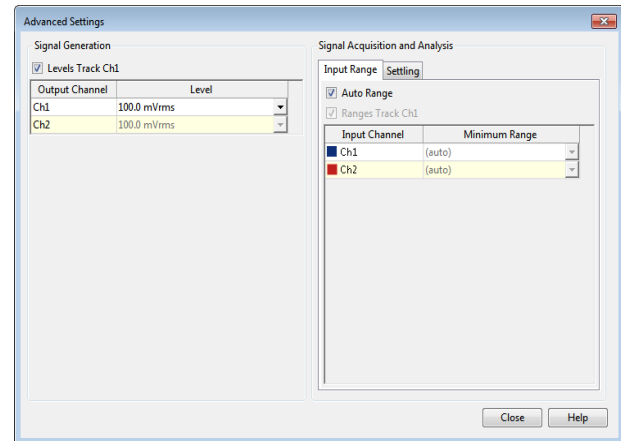 Advanced Settings
Signal Generation
Levels Track Ch1
Output Channel Level
Ch1 100.0 mVrms
Ch2 100.0 mVrms
Signal Acquisition and Analysis
Input Range Settling
Auto Range
Ranges Track Ch1
Input Channel Minimum Range
Ch1 (auto)
Ch2 (auto)
Close Help